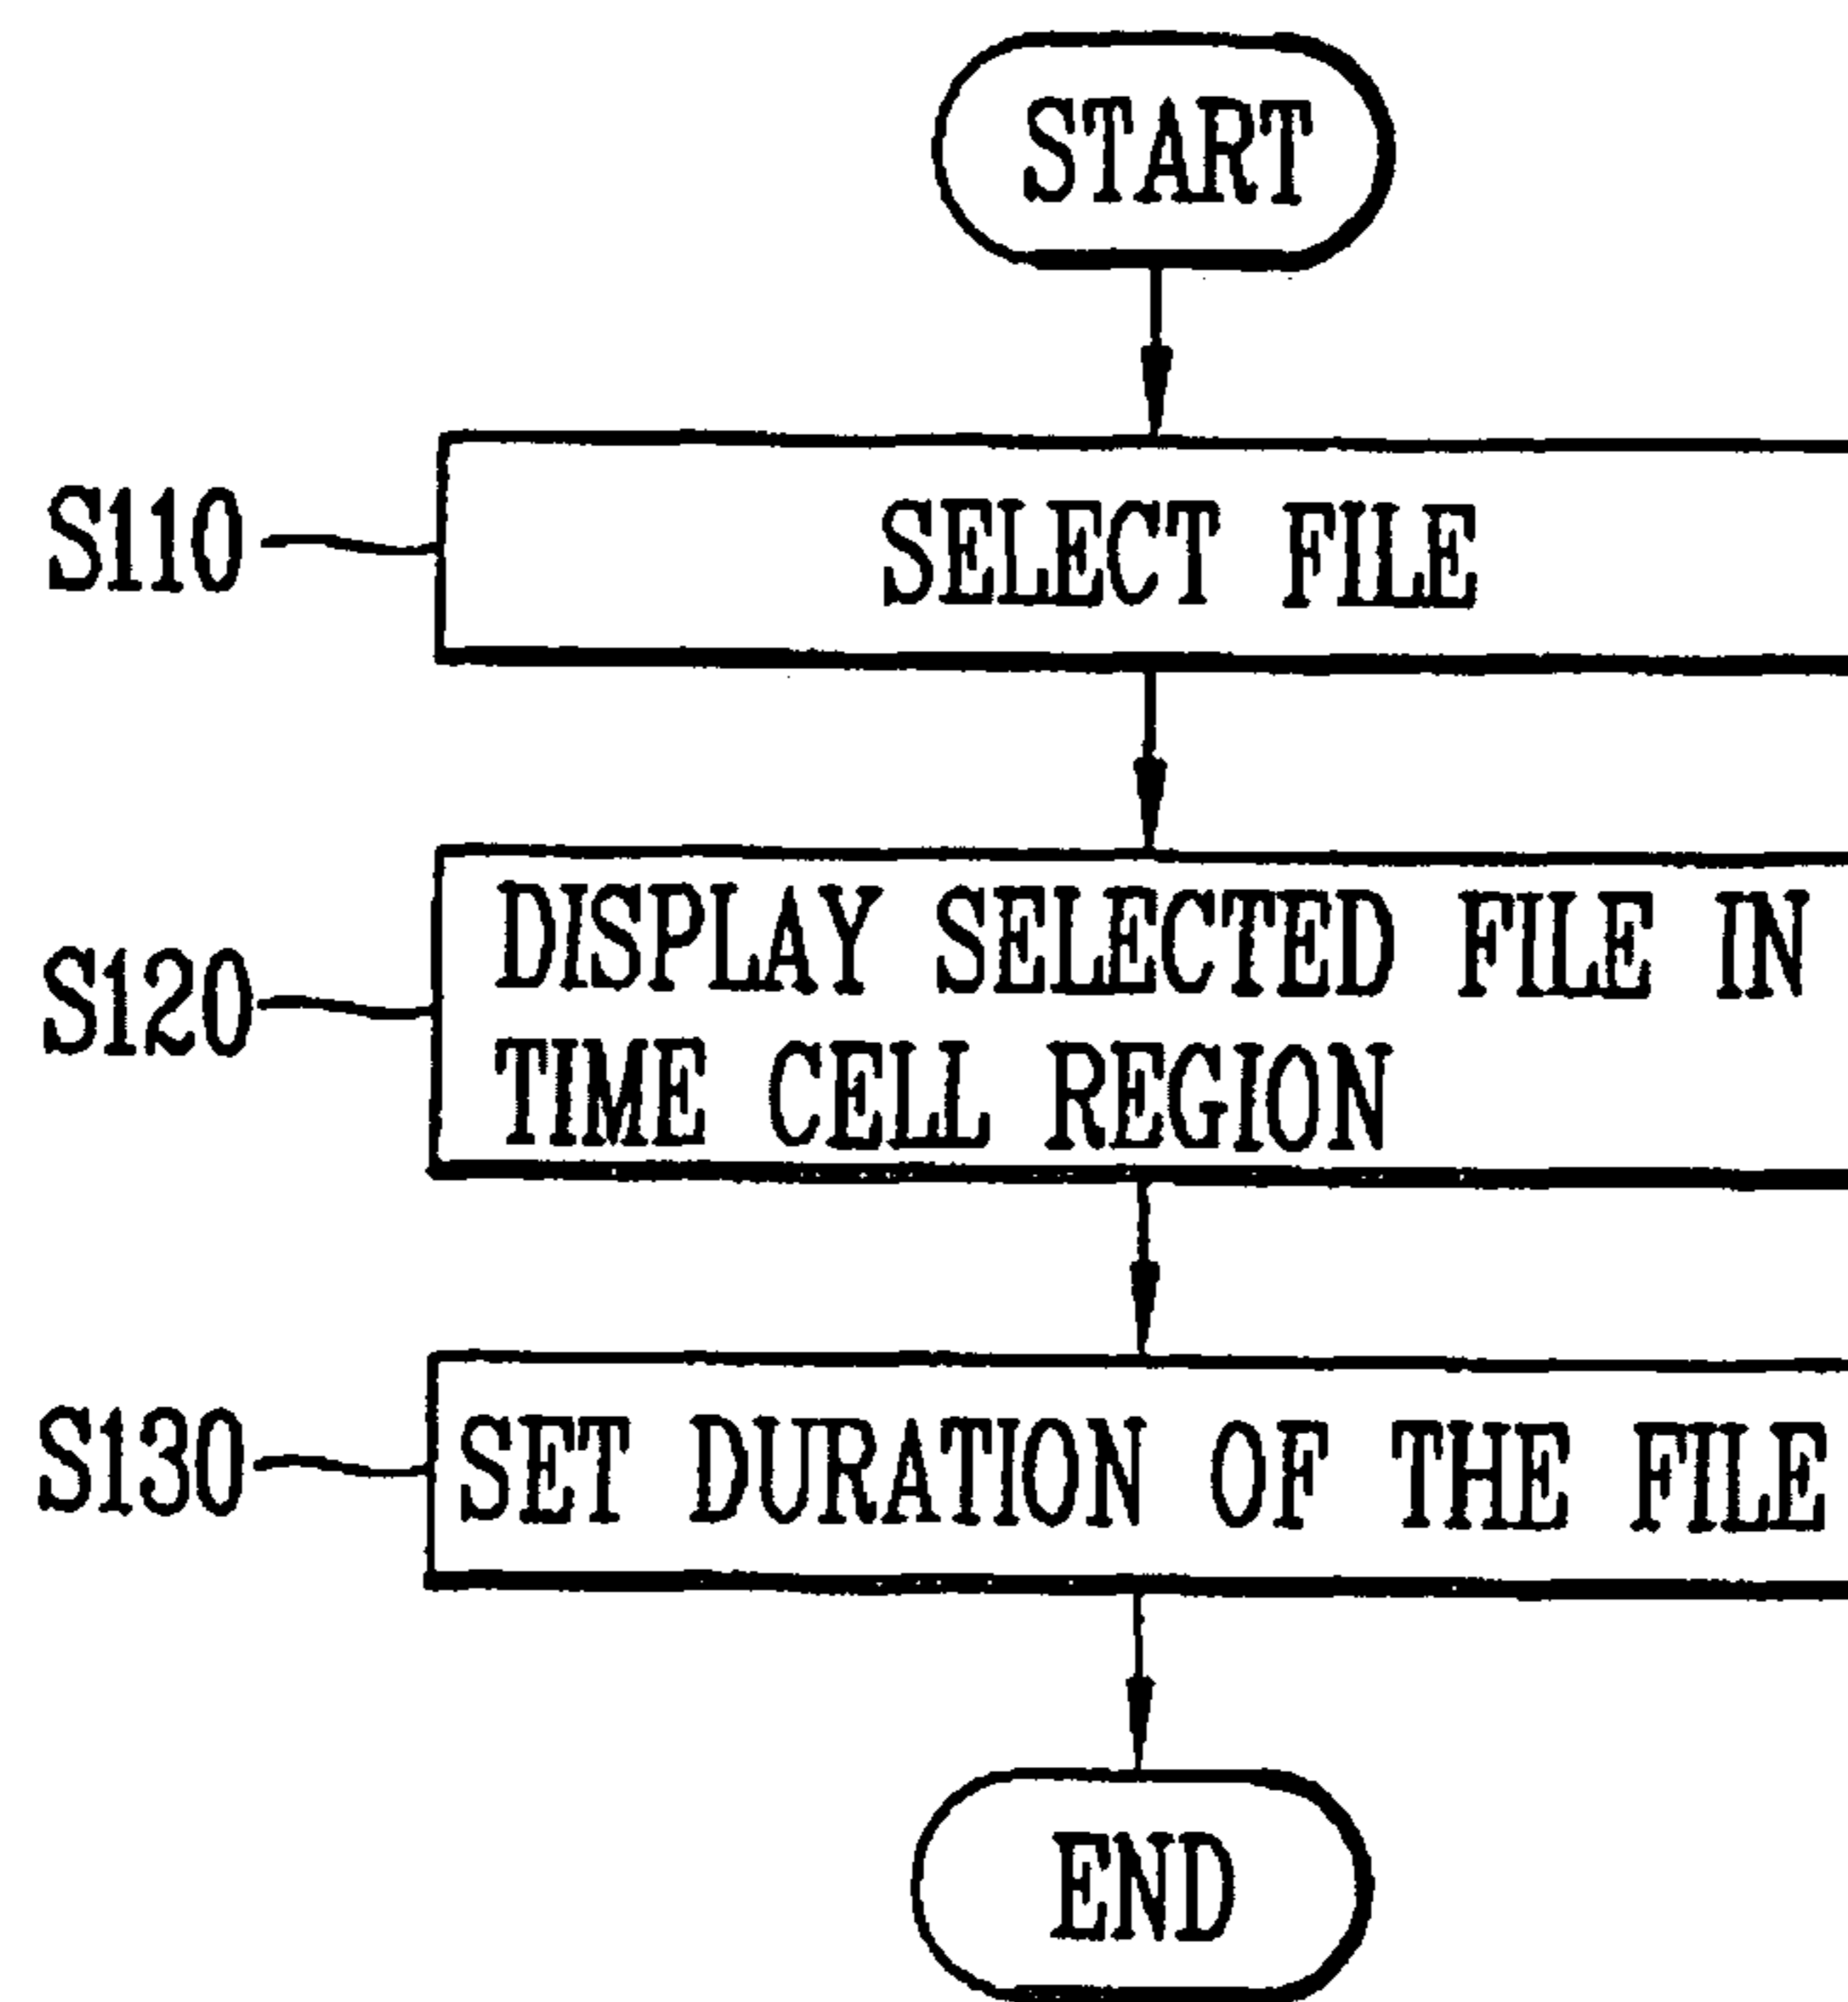 START
S110
SELECT FILE
S120
DISPLAY SELECTED FILE IN
TIME CELL REGION
S130
SET DURATION OF THE FILE
END